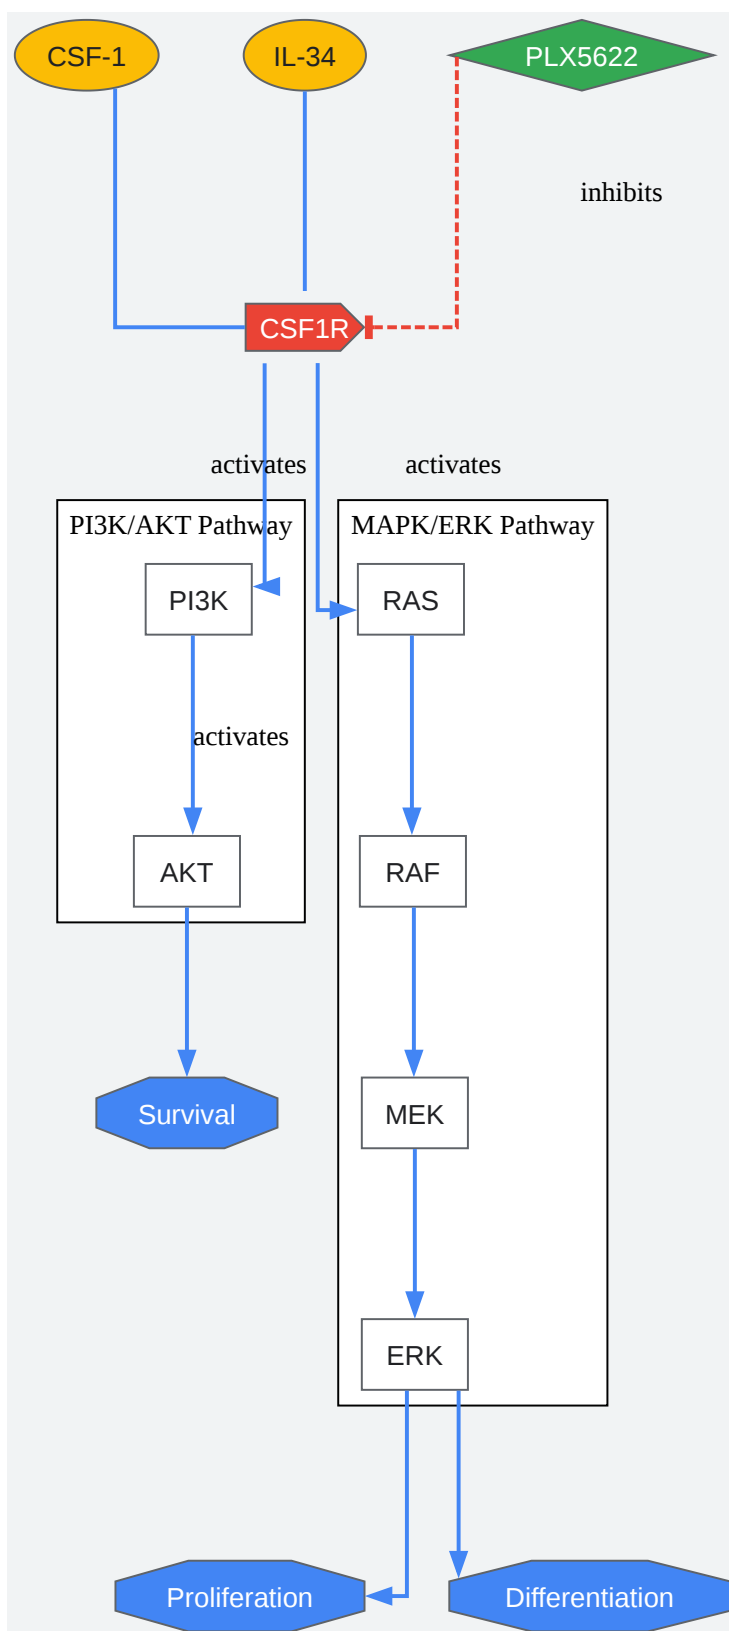 CSF-1
IL-34
PLX5622
inhibits
CSF1R
activates
activates
PI3K/AKT Pathway
MAPK/ERK Pathway
PI3K
RAS
activates
AKT
RAF
Survival
MEK
ERK
Proliferation
Differentiation